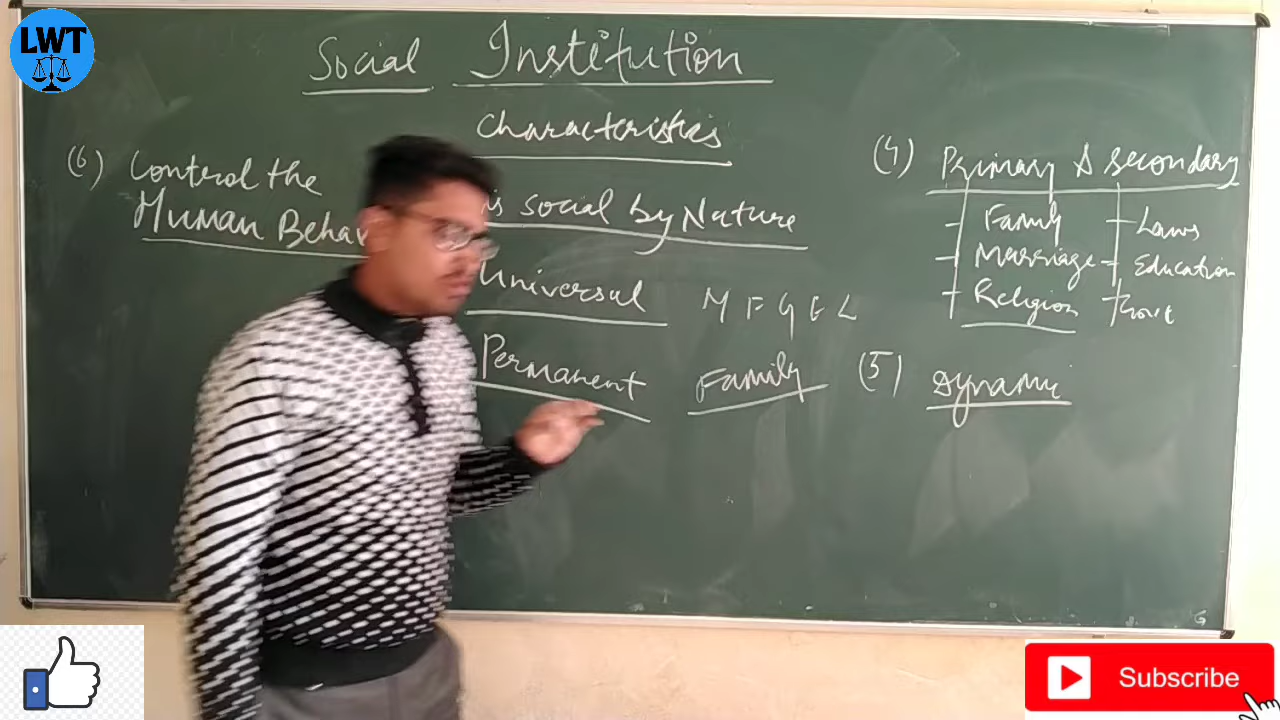 LWT
Social Institution
Characteristics
is social by Nature
Universal M F G E L
Permanent Family
(4) Primary & secondary
Family
Marriage
Religion
Laws
Education
(5) Dynamic
(6) Control the
Human Behav
Subscribe